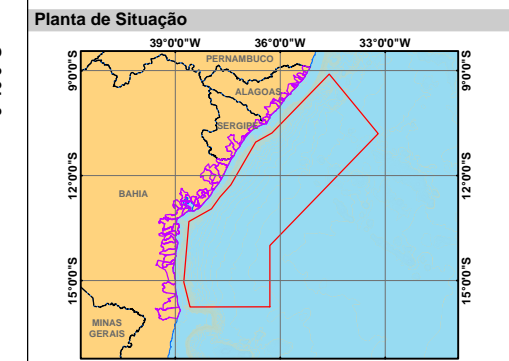 Planta de Situação
39°0'0"W 36°0'0"W 33°0'0"W
9°0'0"S 9°0'0"S
PERNAMBUCO
ALAGOAS
SERGIPE
12°0'0"S 12°0'0"S
BAHIA
15°0'0"S 15°0'0"S
MINAS
GERAIS